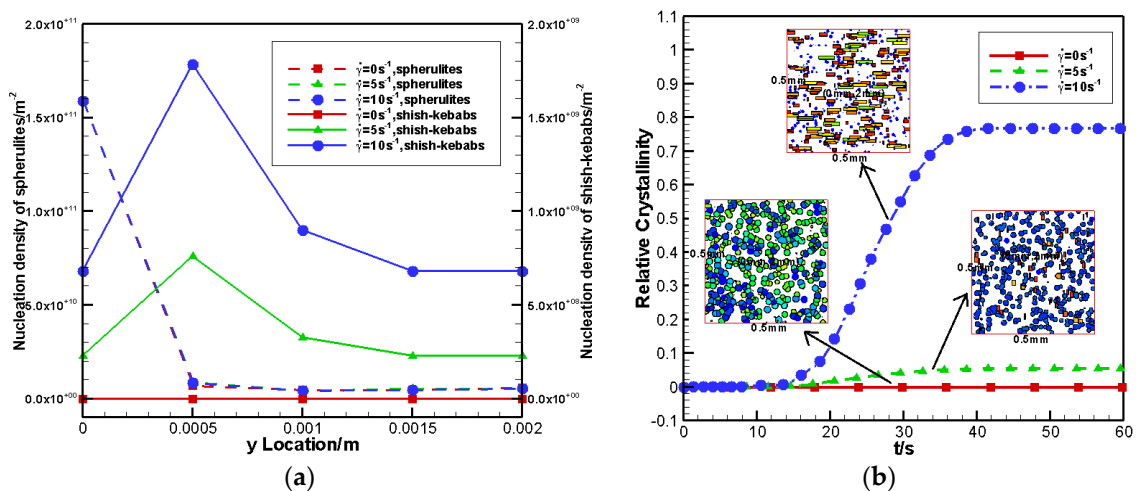 2.0x10+11
1.5x10+11
1.0x10+11
5.0x10+10
0.0x10+00
Nucleation density of spherulites/m-2
γ̇=0s-1,spherulites
γ̇=5s-1,spherulites
γ̇=10s-1,spherulites
γ̇=0s-1,shish-kebabs
γ̇=5s-1,shish-kebabs
γ̇=10s-1,shish-kebabs
2.0x10+09
1.5x10+09
1.0x10+09
5.0x10+08
0.0x10+00
Nucleation density of shish-kebabs/m-2
0 0.0005 0.001 0.0015 0.002
y Location/m
(a)
1.1
1
0.9
0.8
0.7
0.6
0.5
0.4
0.3
0.2
0.1
0
-0.1
Relative Crystallinity
γ̇=0s-1
γ̇=5s-1
γ̇=10s-1
0.5mm
(0mm,2mm)
0.5mm
0.5mm
0.5mm
0.5mm
0.5mm
0 10 20 30 40 50 60
t/s
(b)